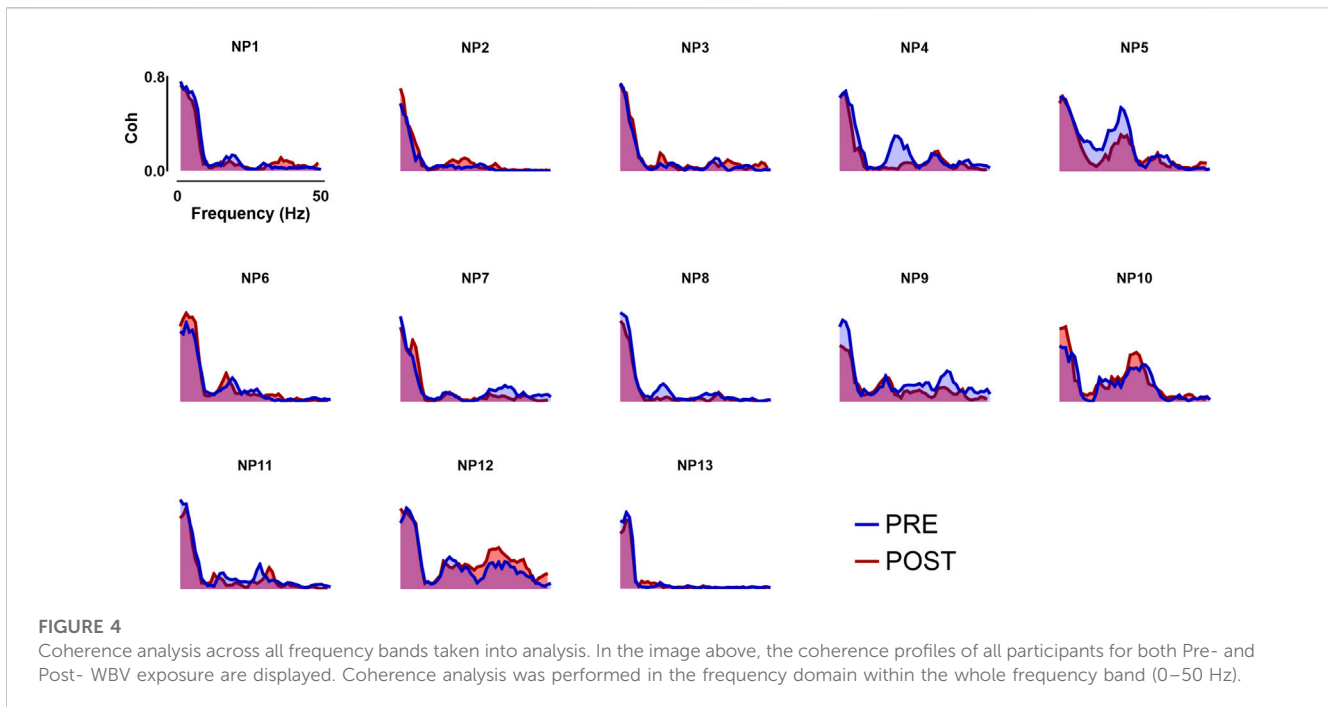 NP1
NP2
NP3
NP4
NP5
0.8
Coh
0.0
0
50
Frequency (Hz)
NP6
NP7
NP8
NP9
NP10
NP11
NP12
NP13
PRE
POST
FIGURE 4
Coherence analysis across all frequency bands taken into analysis. In the image above, the coherence profiles of all participants for both Pre- and
Post- WBV exposure are displayed. Coherence analysis was performed in the frequency domain within the whole frequency band (0–50 Hz).